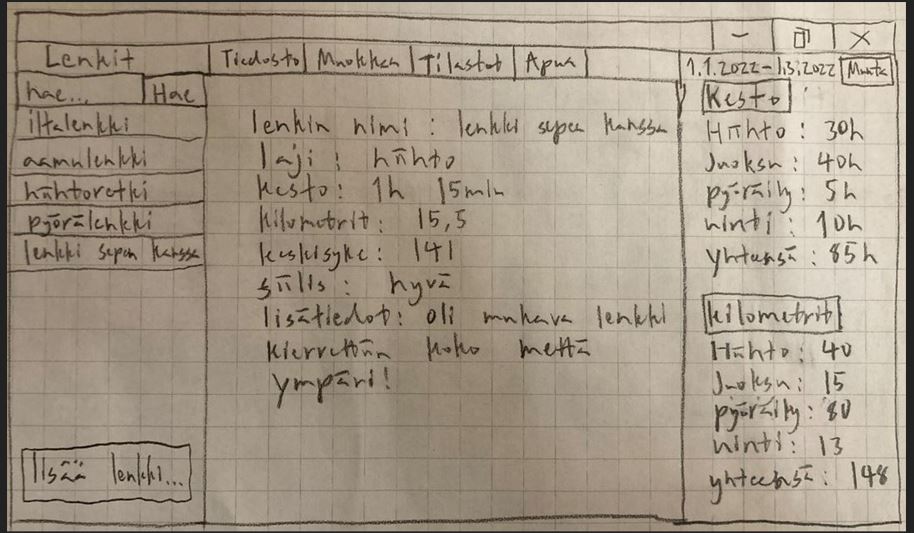 Lenkit
Tiedosto Muokkaa Tilastot Apua
1.1.2022-1.3.2022 Muuta
hae... Hae
iltalenkki
aamulenkki
hiihtoretki
pyörälenkki
lenkki sepen kanssa
lisää lenkki...
lenkin nimi : lenkki sepen kanssa
laji : hiihto
kesto: 1h 15min
kilometrit: 15,5
keskisyke: 141
sillis: hyvä
lisätiedot: oli mukava lenkki
kierrettiin koko mettä
ympäri!
Kesto
Hiihto: 30h
Juoksu: 40h
pyöräily: 5h
uinti: 10h
yhteensä: 85h
kilometrit
Hiihto: 40
Juoksu: 15
pyöräily: 80
uinti: 13
yhteensä: 148